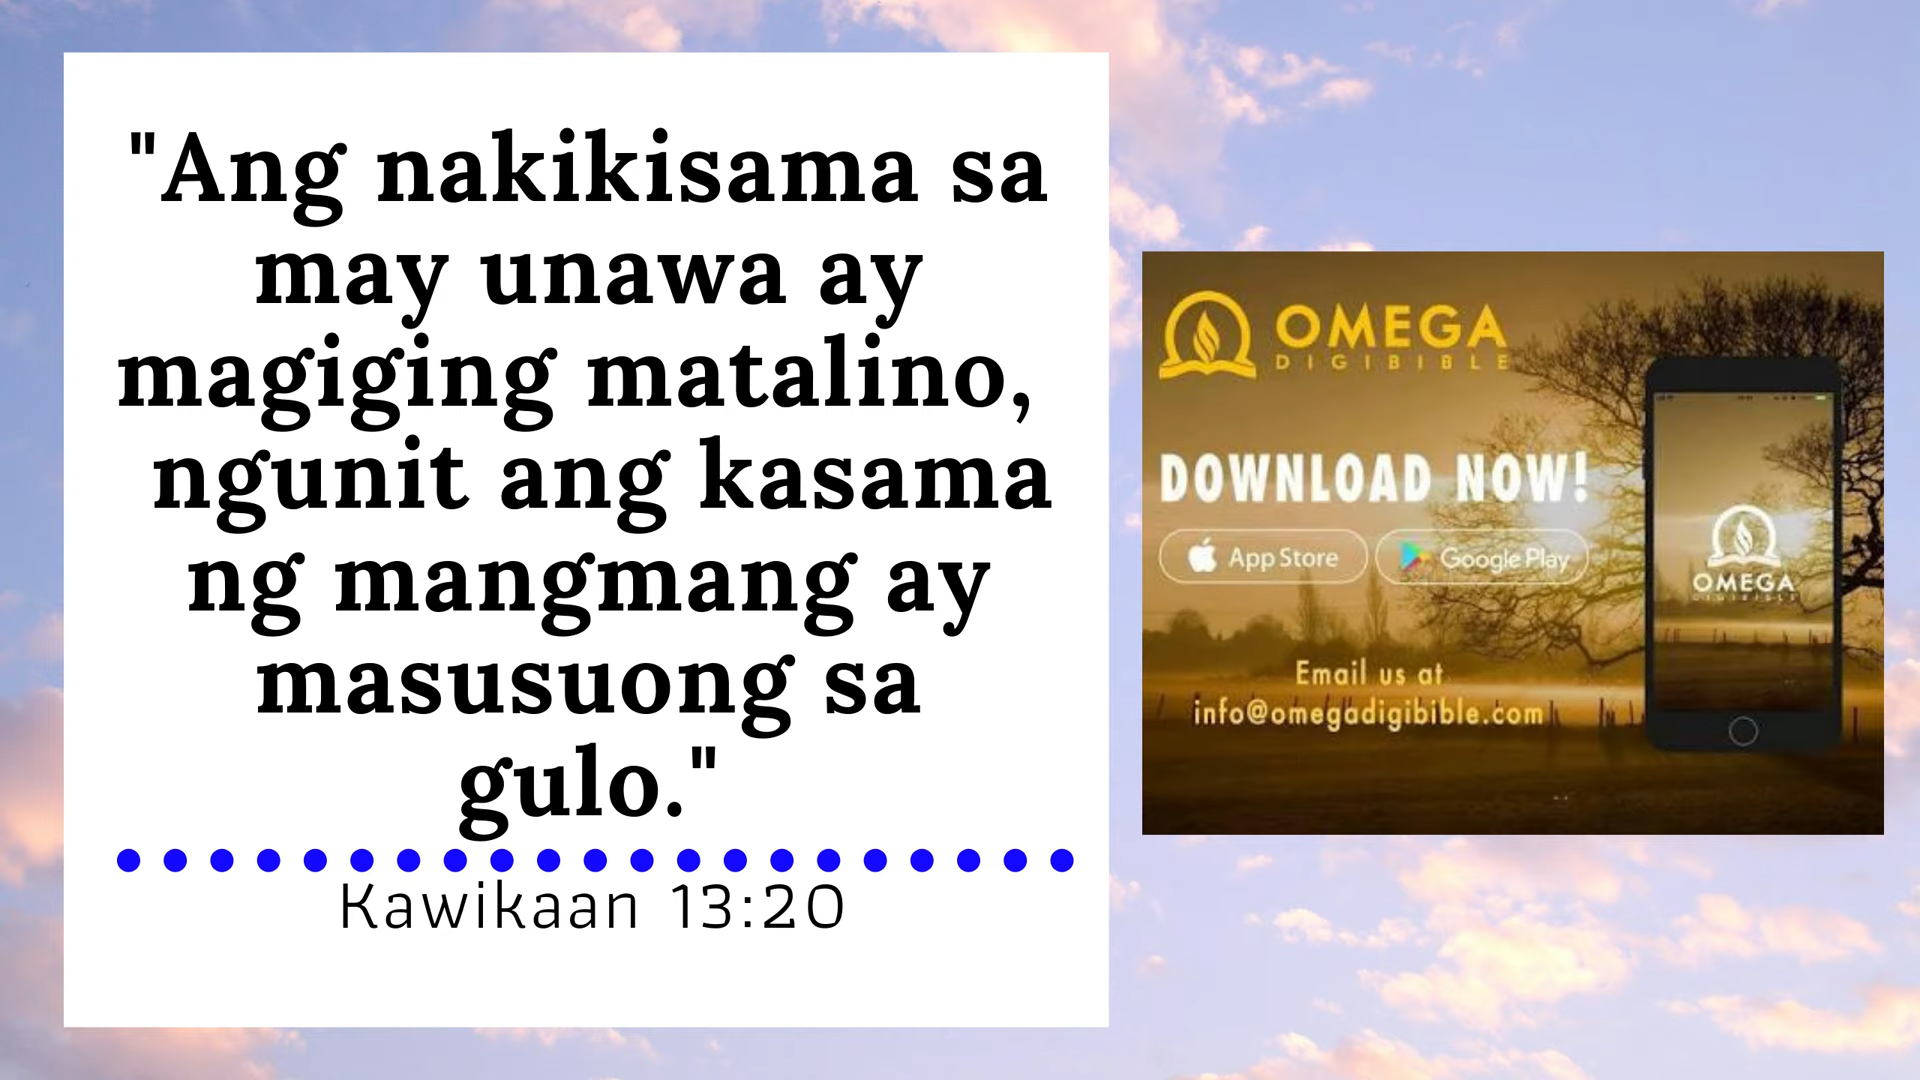 "Ang nakikisama sa
may unawa ay
magiging matalino,
ngunit ang kasama
ng mangmang ay
masusuong sa
gulo."
Kawikaan 13:20
OMEGA
DIGIBIBLE
DOWNLOAD NOW!
App Store
Google Play
Email us at
info@omegadigibible.com
OMEGA
DIGIBIBLE